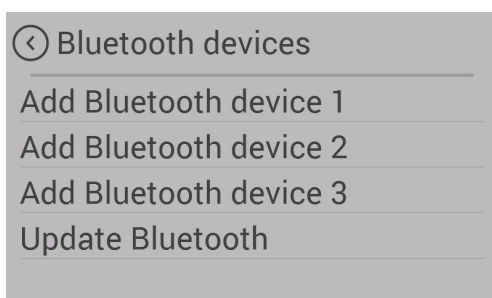 Bluetooth devices
Add Bluetooth device 1
Add Bluetooth device 2
Add Bluetooth device 3
Update Bluetooth